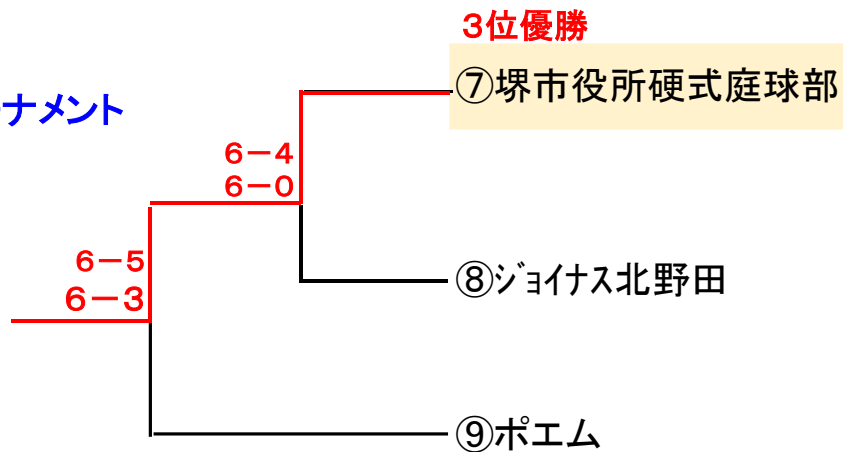 ３位優勝
⑦堺市役所硬式庭球部
ナメント
６－４
６－０
６－５
６－３
⑧ｼﾞｮｲﾅｽ北野田
⑨ポエム